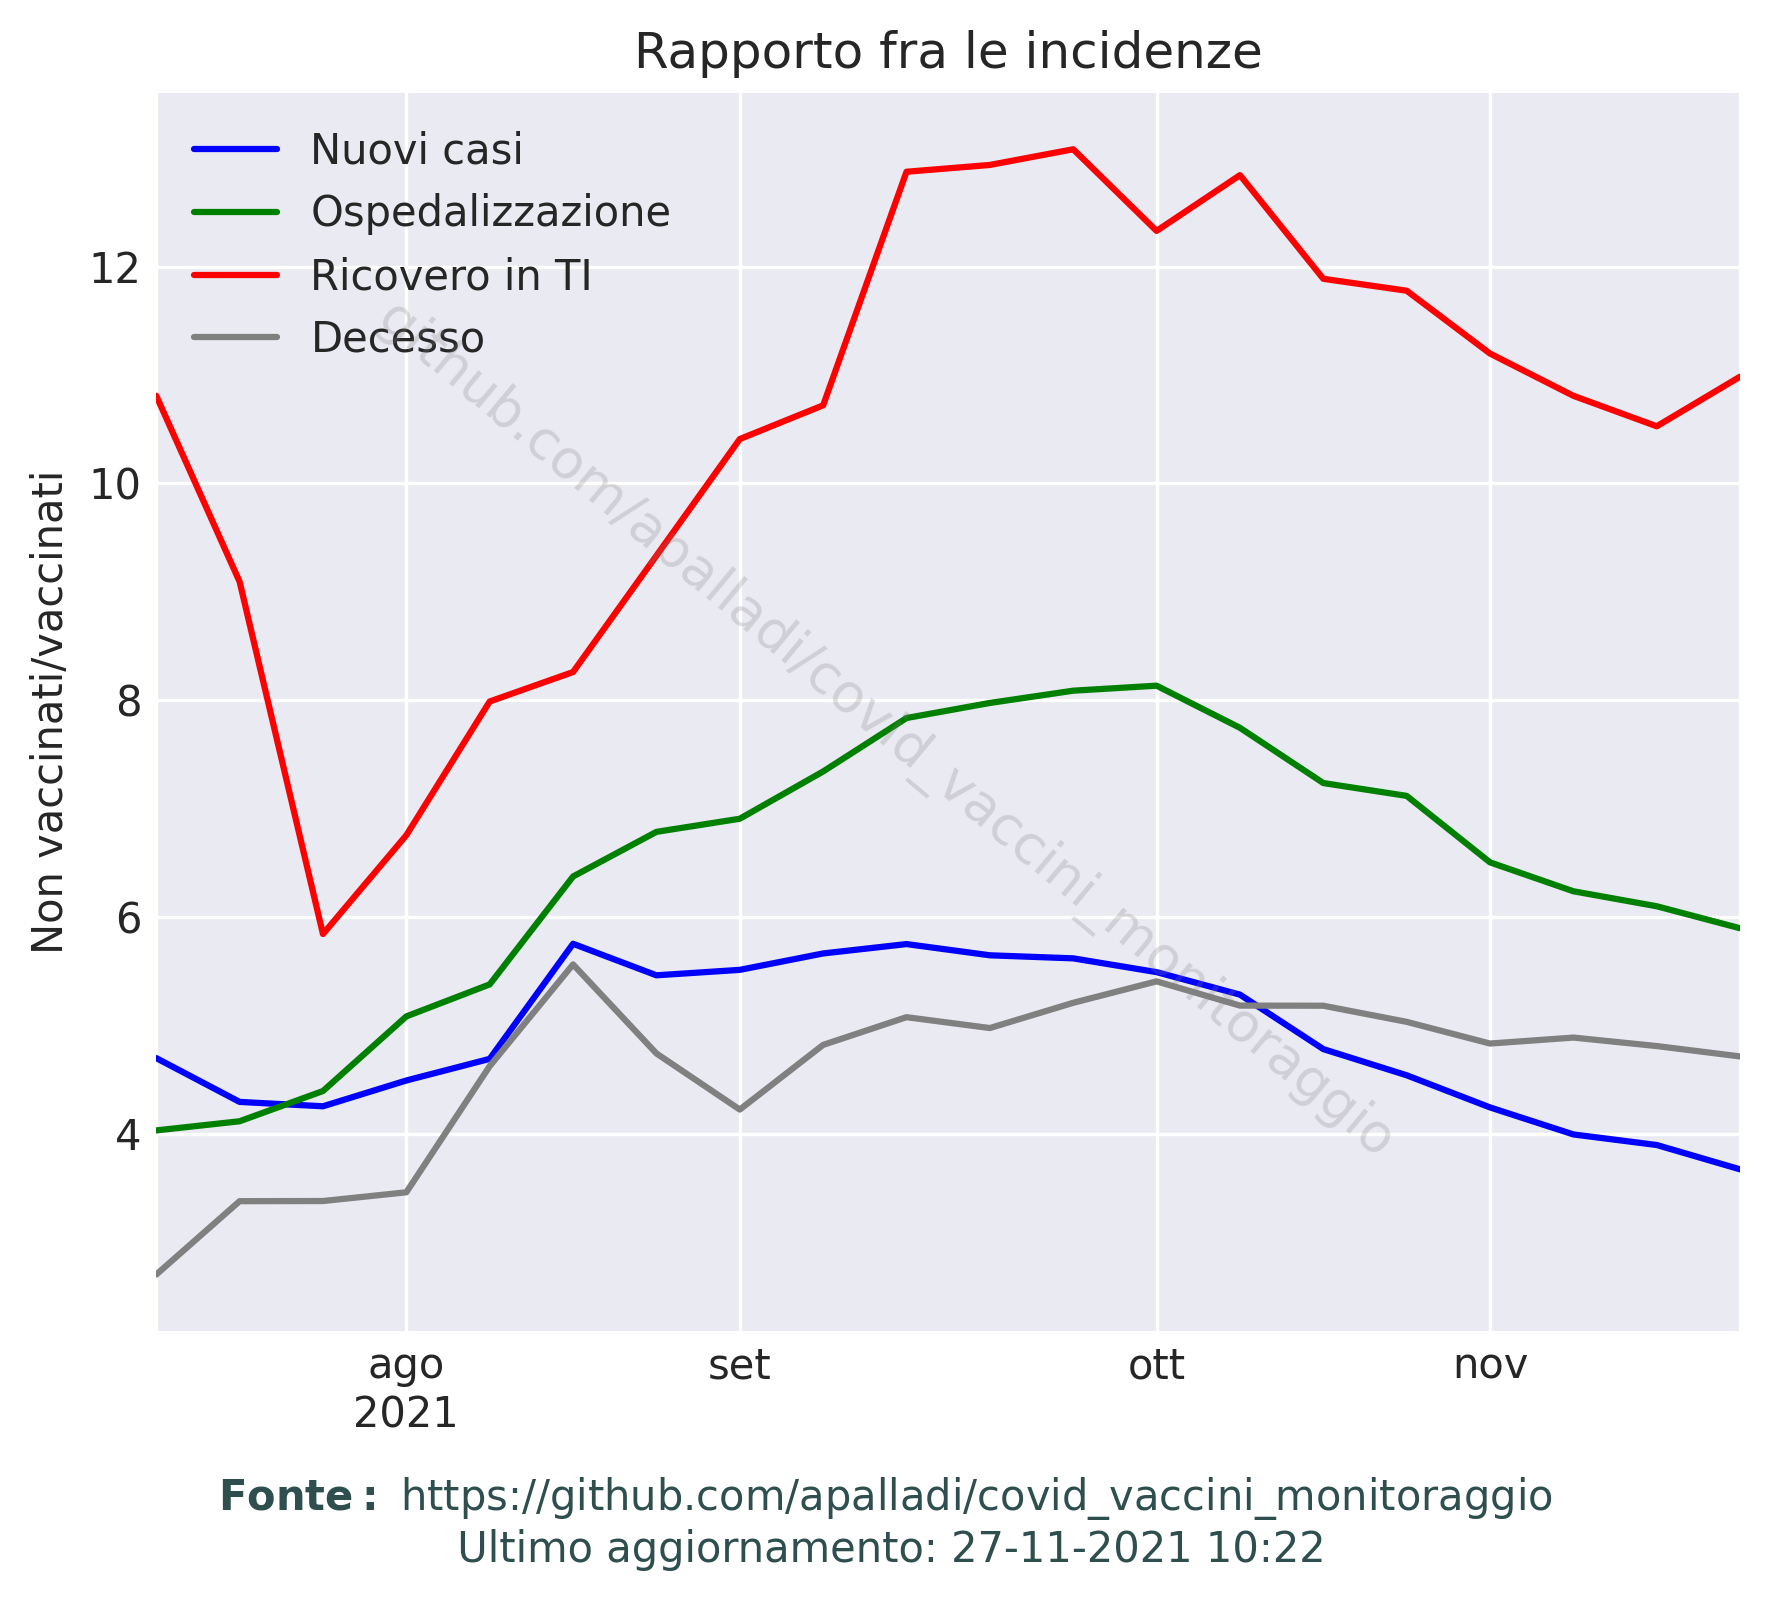 Rapporto fra le incidenze
Nuovi casi
Ospedalizzazione
Ricovero in TI
Decesso
github.com/apalladi/covid_vaccini_monitoraggio
Non vaccinati/vaccinati
12
10
8
6
4
ago
2021
set
ott
nov
Fonte: https://github.com/apalladi/covid_vaccini_monitoraggio
Ultimo aggiornamento: 27-11-2021 10:22